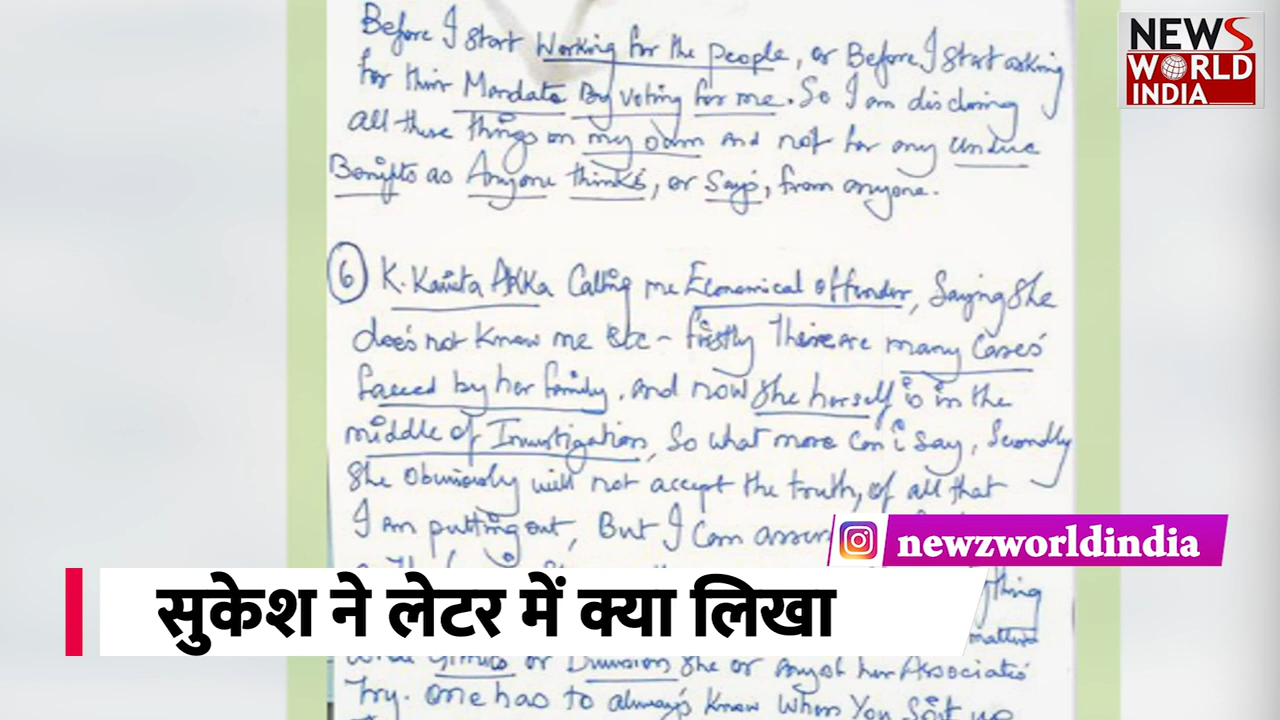 Before I start working for the people, or Before I start asking
for their Mandate By voting for me. So I am disclosing
all these things on my own and not for any undue
Benifits as Anyone thinks, or Says, from anyone.
NEWS
WORLD
INDIA
6 K. Kavita AKKA Calling me Economical offender, Saying She
does not Know me etc - firstly There are many Cases
faced by her family. and now She herself is in the
middle of Investigation, So what more can i say, Secondly
She Obviously will not accept the truth, of all that
I am putting out, But I Can assure
newzworldindia
सुकेश ने लेटर में क्या लिखा
thing
matter
or Diversion She or any of her Associates
Try. One has to always Know When You